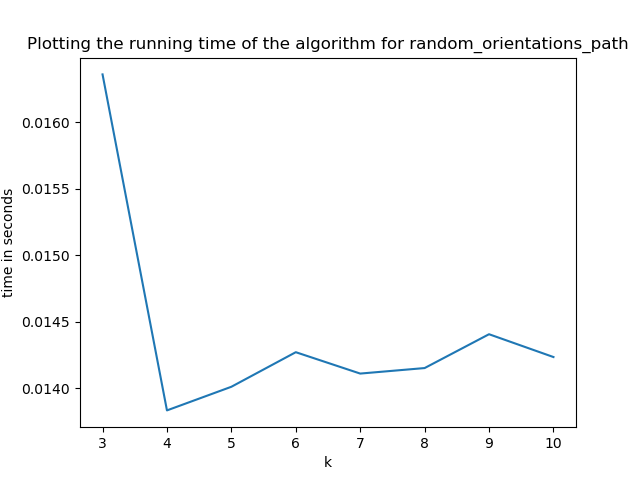 Plotting the running time of the algorithm for random_orientations_path
0.0160
0.0155
0.0150
0.0145
0.0140
time in seconds
3 4 5 6 7 8 9 10
k